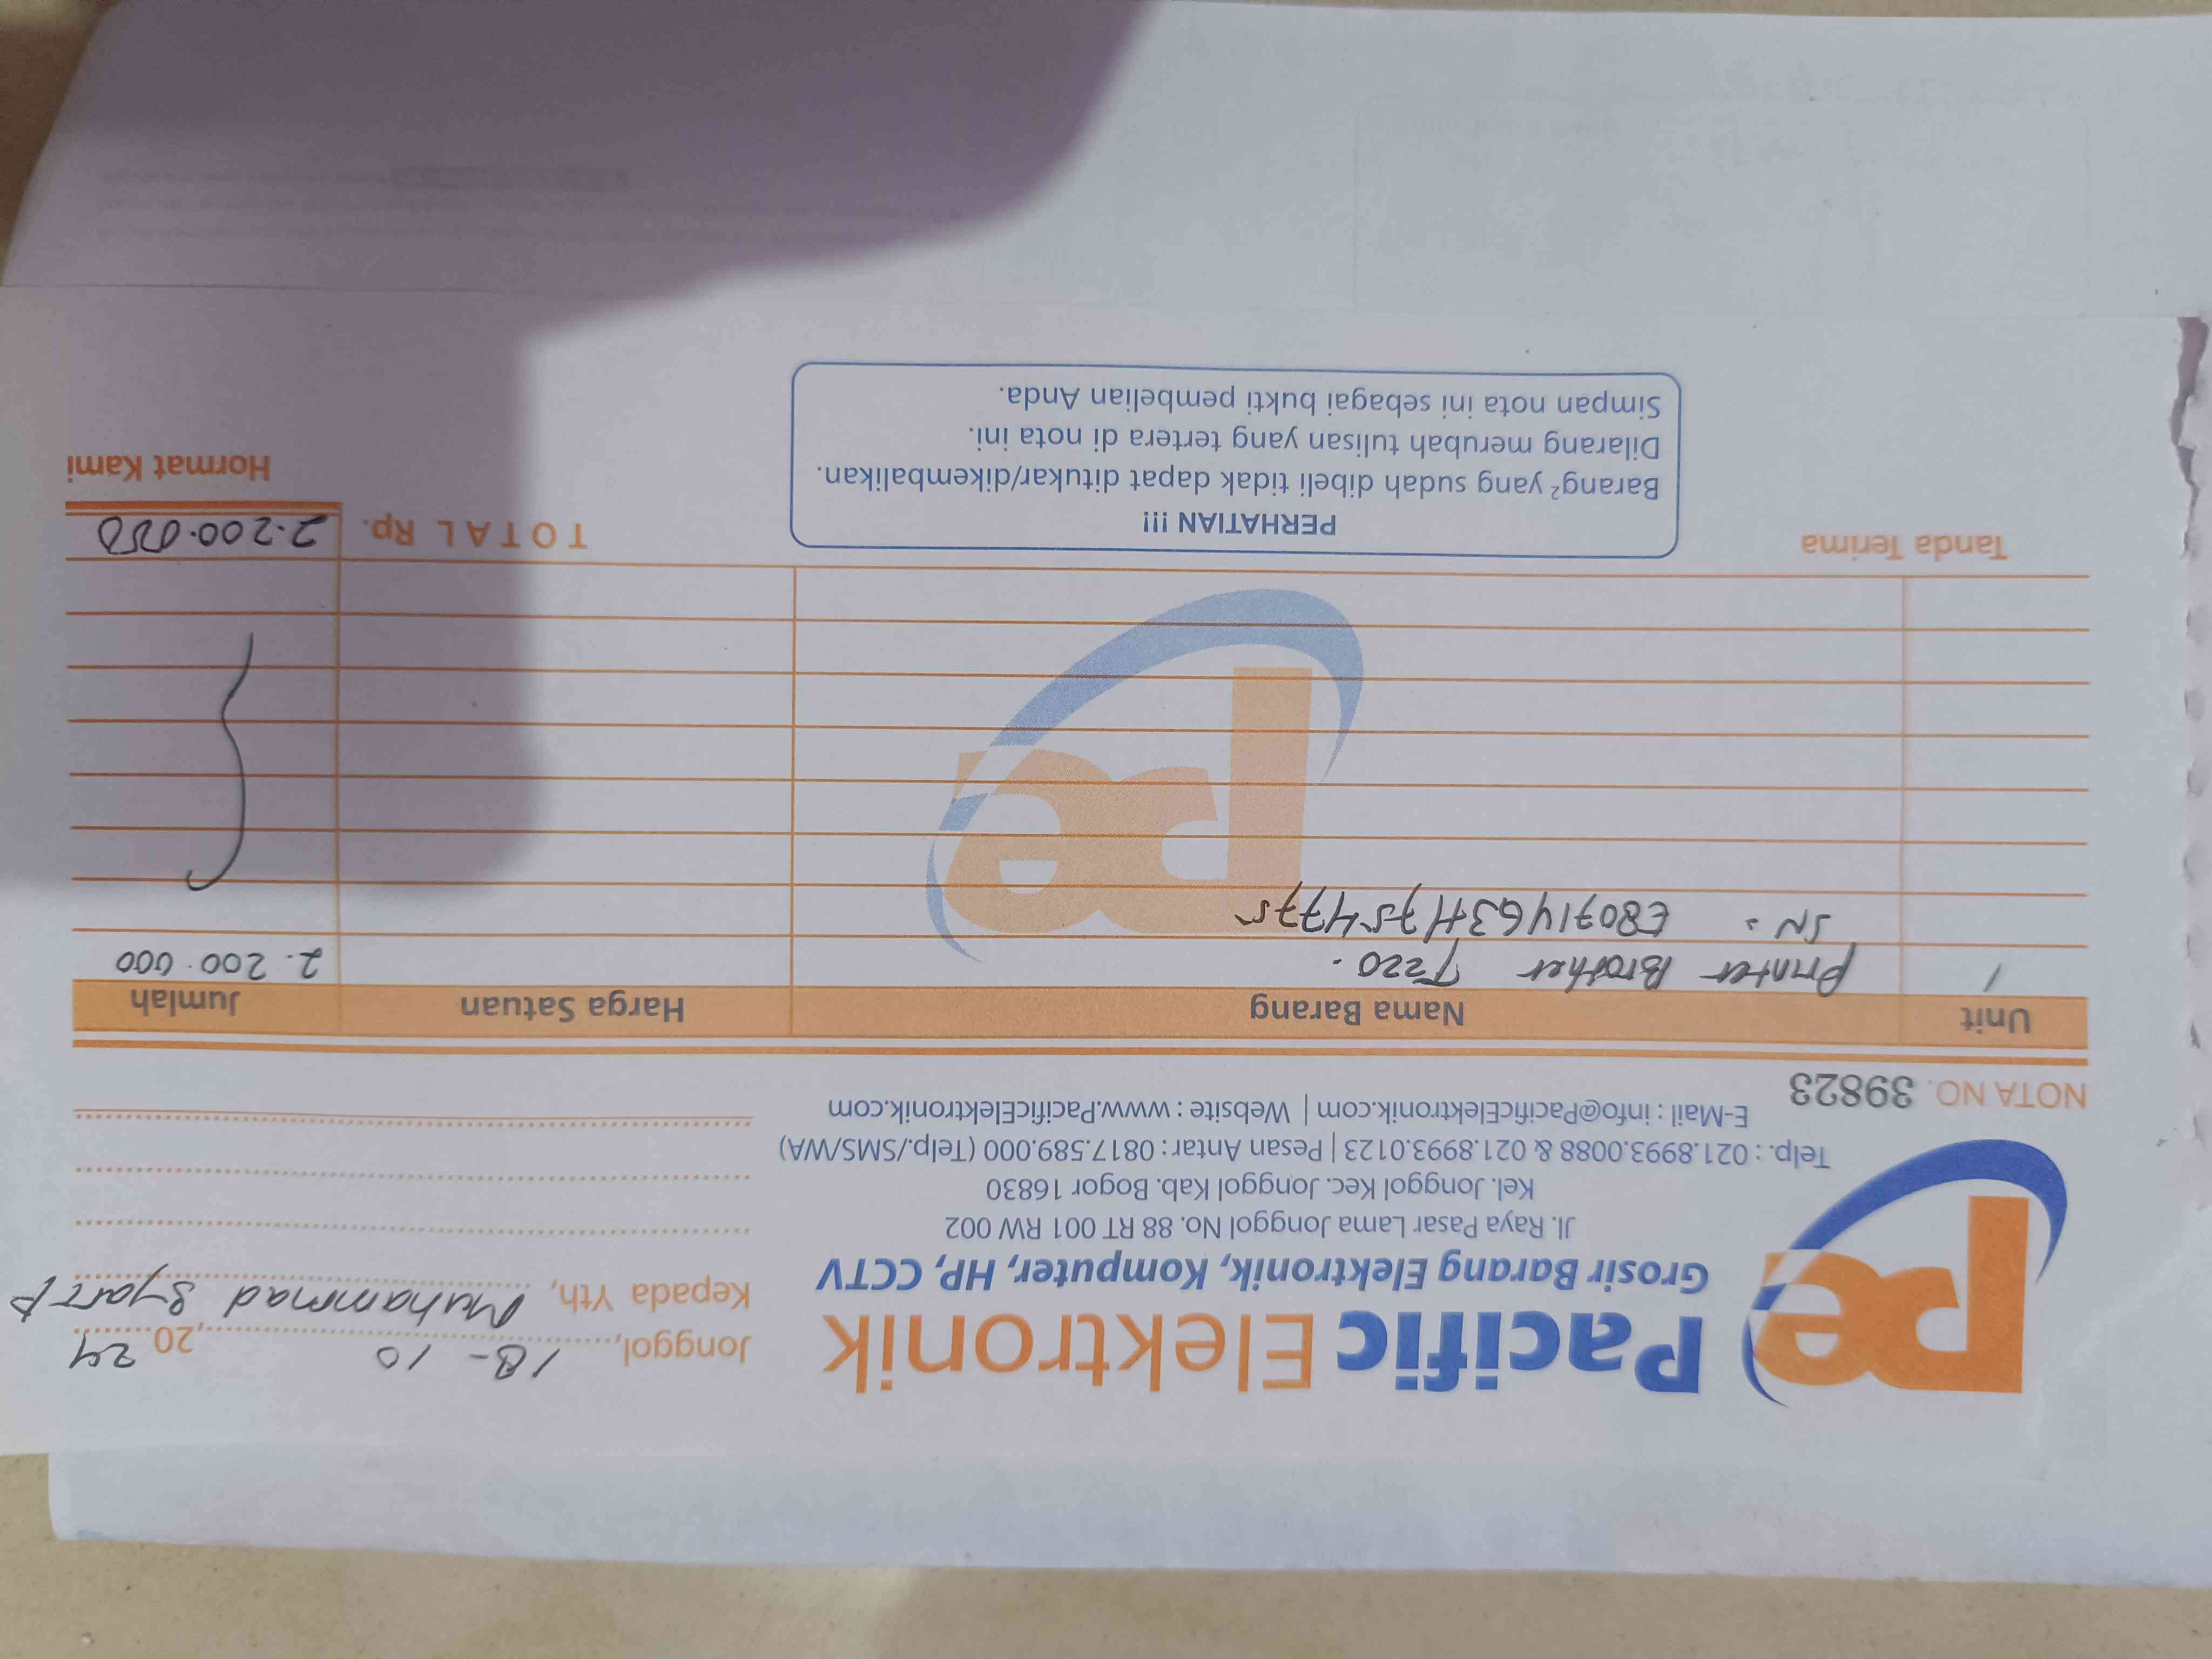 pe
Pacific Elektronik
Grosir Barang Elektronik, Komputer, HP, CCTV
Jl. Raya Pasar Lama Jonggol No. 88 RT 001 RW 002
Kel. Jonggol Kec. Jonggol Kab. Bogor 16830
Telp. : 021.8993.0088 & 021.8993.0123 | Pesan Antar : 0817.589.000 (Telp./SMS/WA)
E-Mail : info@PacificElektronik.com | Website : www.PacificElektronik.com
Jonggol, 18-10 20 24
Kepada Yth, Muhammad
NOTA NO. 39823
Unit Nama Barang Harga Satuan Jumlah
1 Printer Brother T220. 2.200.000
SN: E80714G3H754775
pe
Tanda Terima
PERHATIAN !!!
Barang² yang sudah dibeli tidak dapat ditukar/dikembalikan.
Dilarang merubah tulisan yang tertera di nota ini.
Simpan nota ini sebagai bukti pembelian Anda.
TOTAL Rp. 2.200.000
Hormat Kami